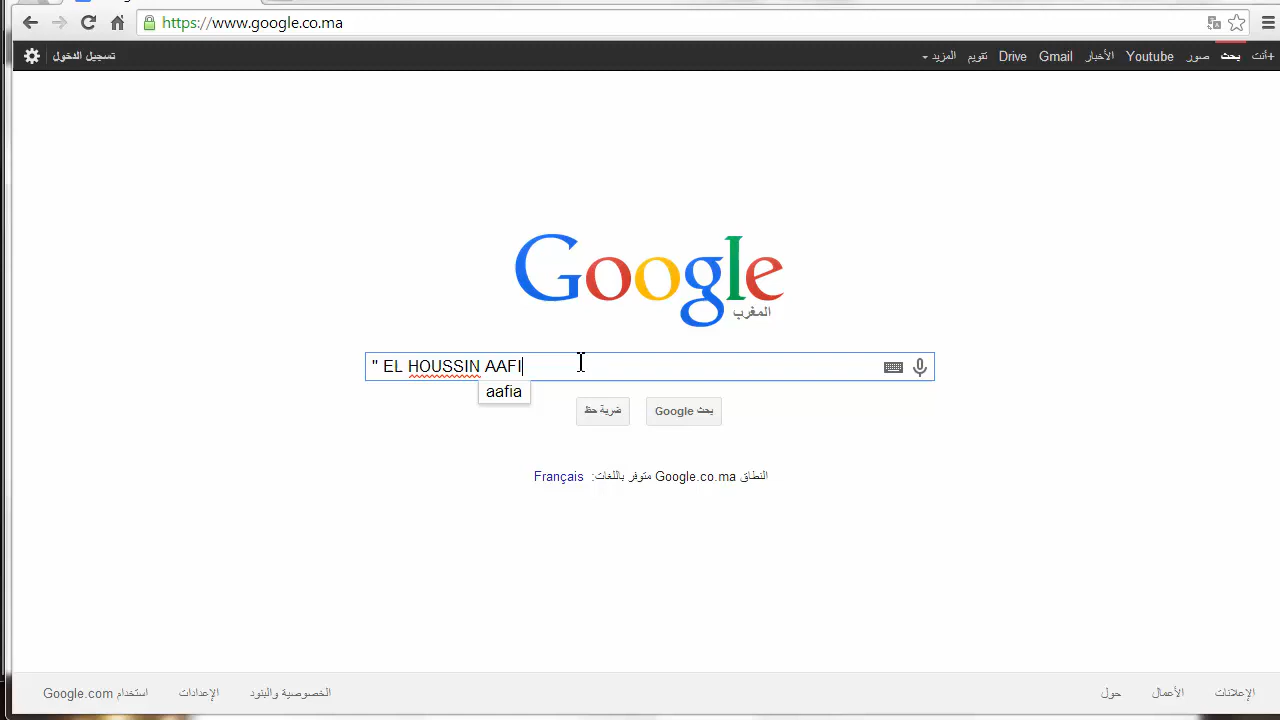 https://www.google.co.ma
+أنت بحث صور Youtube الأخبار Gmail Drive تقويم المزيد تسجيل الدخول
Google
المغرب
" EL HOUSSIN AAFI
aafia
بحث Google ضربة حظ
النطاق Google.co.ma متوفر باللغات: Français
الإعلانات الأعمال حول الخصوصية والبنود الإعدادات استخدام Google.com